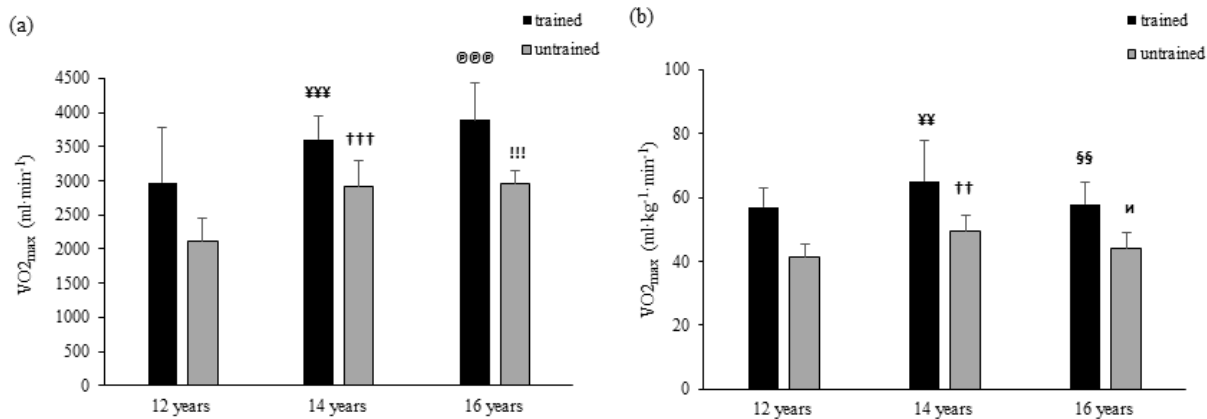 (a)
trained
untrained
VO2max (ml·min-1)
4500
4000
3500
3000
2500
2000
1500
1000
500
0
¥¥¥
†††
℗℗℗
!!!
12 years
14 years
16 years
(b)
trained
untrained
VO2max (ml·kg-1·min-1)
100
80
60
40
20
0
¥¥
††
§§
и
12 years
14 years
16 years